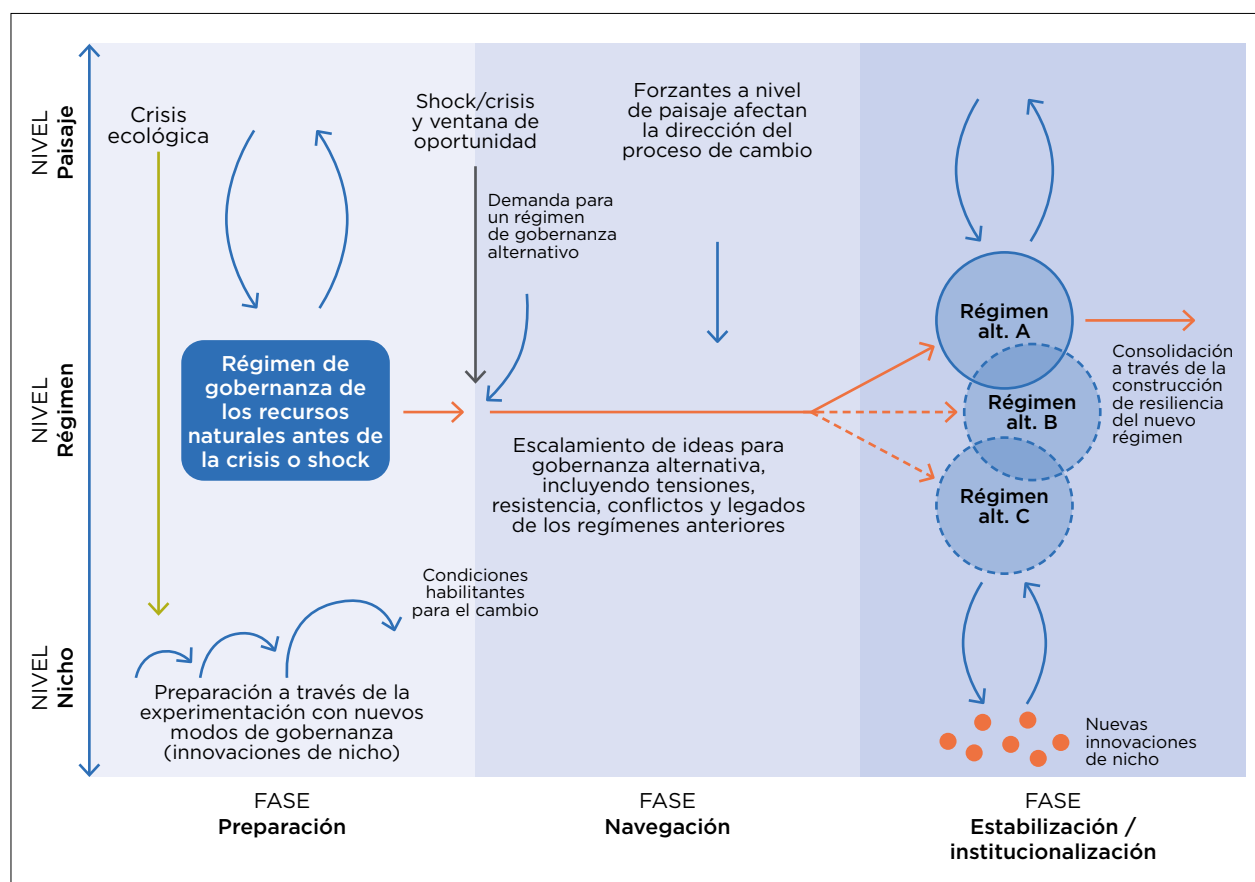 NIVEL
Paisaje
NIVEL
Régimen
NIVEL
Nicho
Crisis
ecológica
Shock/crisis
y ventana de
oportunidad
Forzantes a nivel
de paisaje afectan
la dirección del
proceso de cambio
Demanda para
un régimen
de gobernanza
alternativo
Régimen de
gobernanza de
los recursos
naturales antes de
la crisis o shock
Escalamiento de ideas para
gobernanza alternativa,
incluyendo tensiones,
resistencia, conflictos y legados
de los regímenes anteriores
Régimen
alt. A
Régimen
alt. B
Régimen
alt. C
Consolidación
a través de la
construcción
de resiliencia
del nuevo
régimen
Condiciones
habilitantes
para el cambio
Preparación a través de la
experimentación con nuevos
modos de gobernanza
(innovaciones de nicho)
Nuevas
innovaciones
de nicho
FASE
Preparación
FASE
Navegación
FASE
Estabilización /
institucionalización